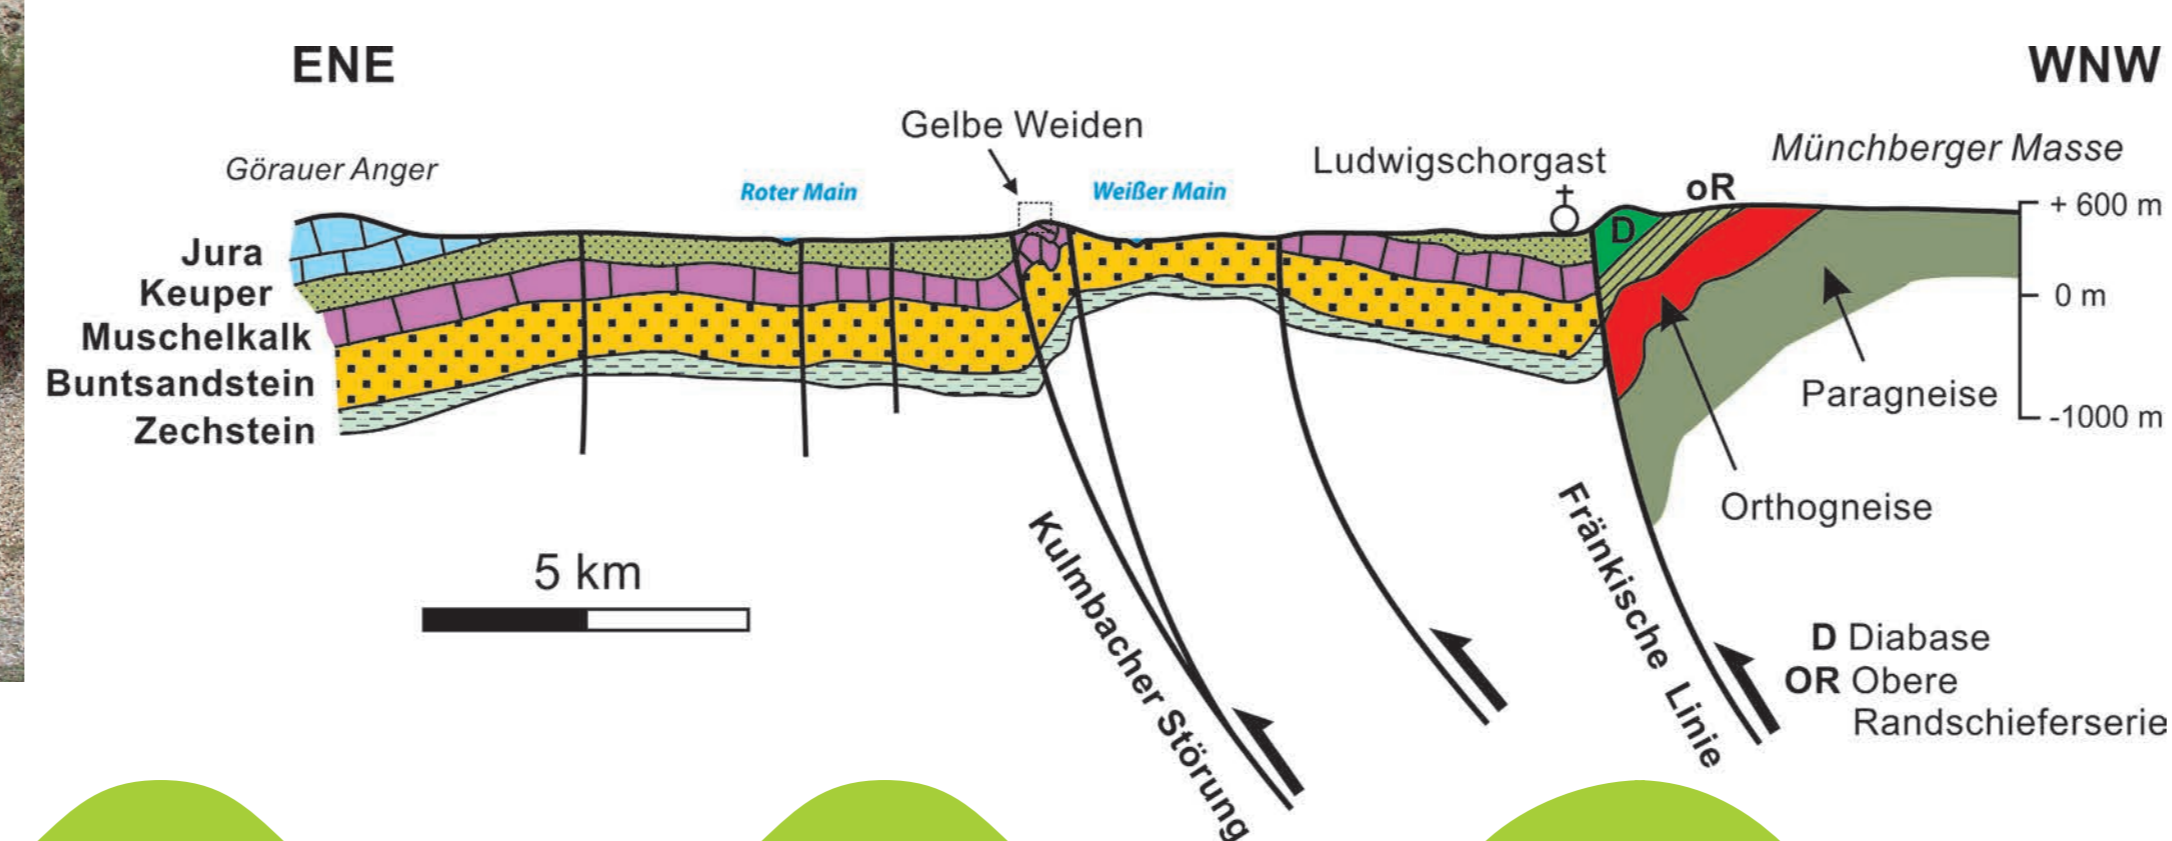 ENE
WNW
Gelbe Weiden
Görauer Anger
Roter Main
Weißer Main
Ludwigschorgast
Münchberger Masse
oR
D
+ 600 m
0 m
-1000 m
Jura
Keuper
Muschelkalk
Buntsandstein
Zechstein
Paragneise
Orthogneise
5 km
Kulmbacher Störung
Fränkische Linie
D Diabase
OR Obere
Randschieferserie